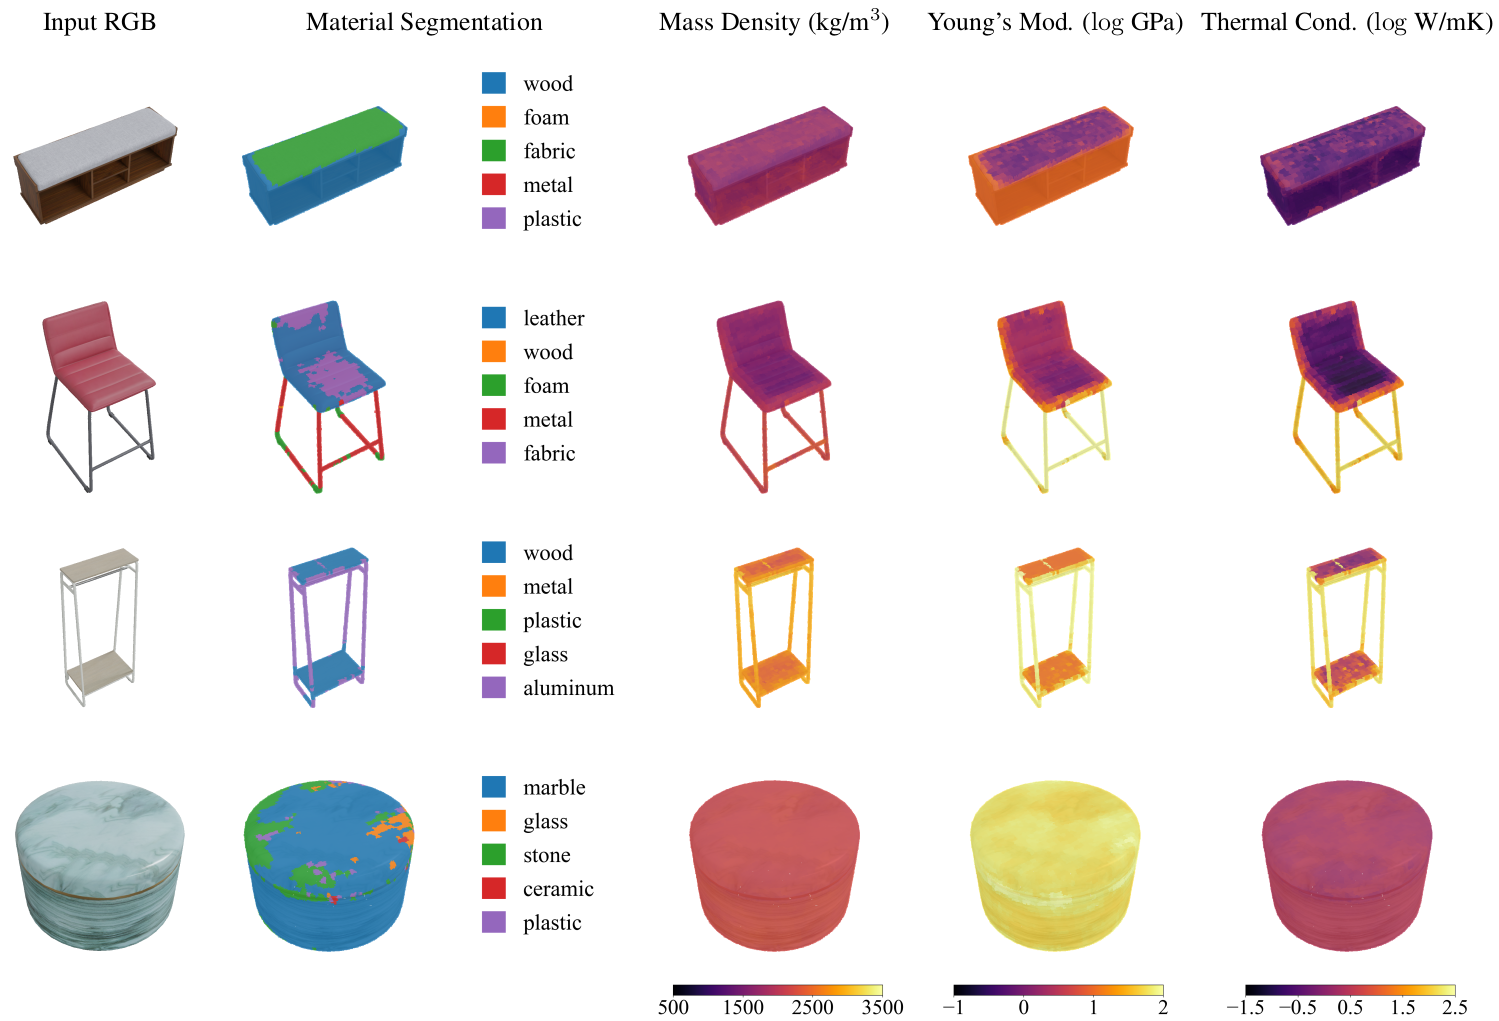 Input RGB
Material Segmentation
Mass Density (kg/m³)
Young's Mod. (log GPa)
Thermal Cond. (log W/mK)
wood
foam
fabric
metal
plastic
leather
wood
foam
metal
fabric
wood
metal
plastic
glass
aluminum
marble
glass
stone
ceramic
plastic
500 1500 2500 3500
−1 0 1 2
−1.5 −0.5 0.5 1.5 2.5